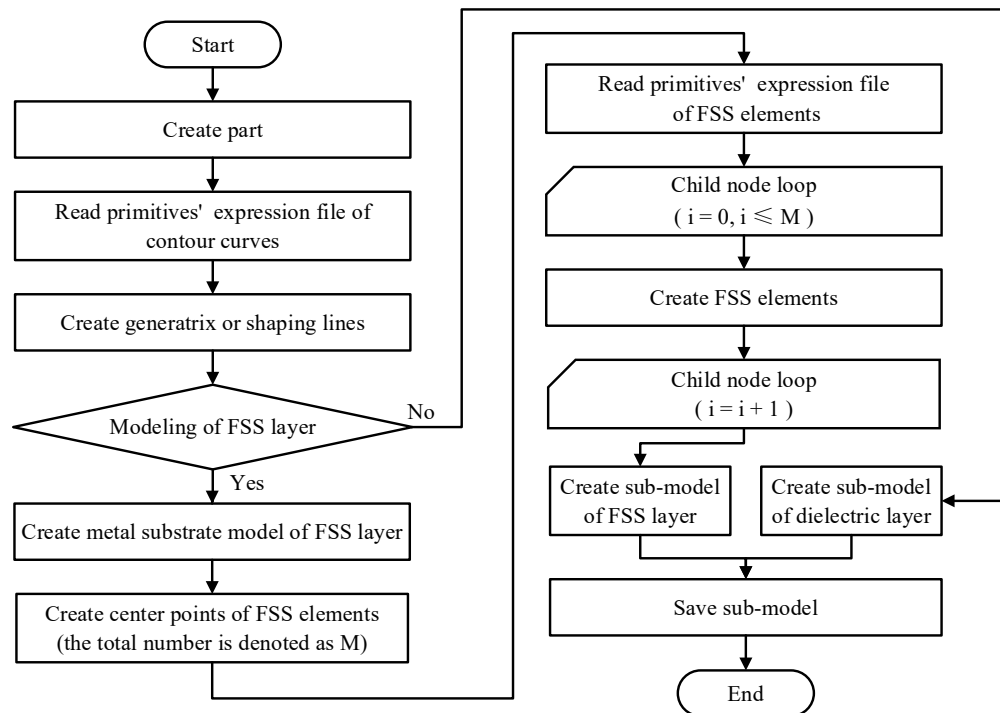 Start
Create part
Read primitives' expression file of
contour curves
Create generatrix or shaping lines
Modeling of FSS layer
No
Yes
Create metal substrate model of FSS layer
Create center points of FSS elements
(the total number is denoted as M)
Read primitives' expression file
of FSS elements
Child node loop
( i = 0, i ≤ M )
Create FSS elements
Child node loop
( i = i + 1 )
Create sub-model
of FSS layer
Create sub-model
of dielectric layer
Save sub-model
End